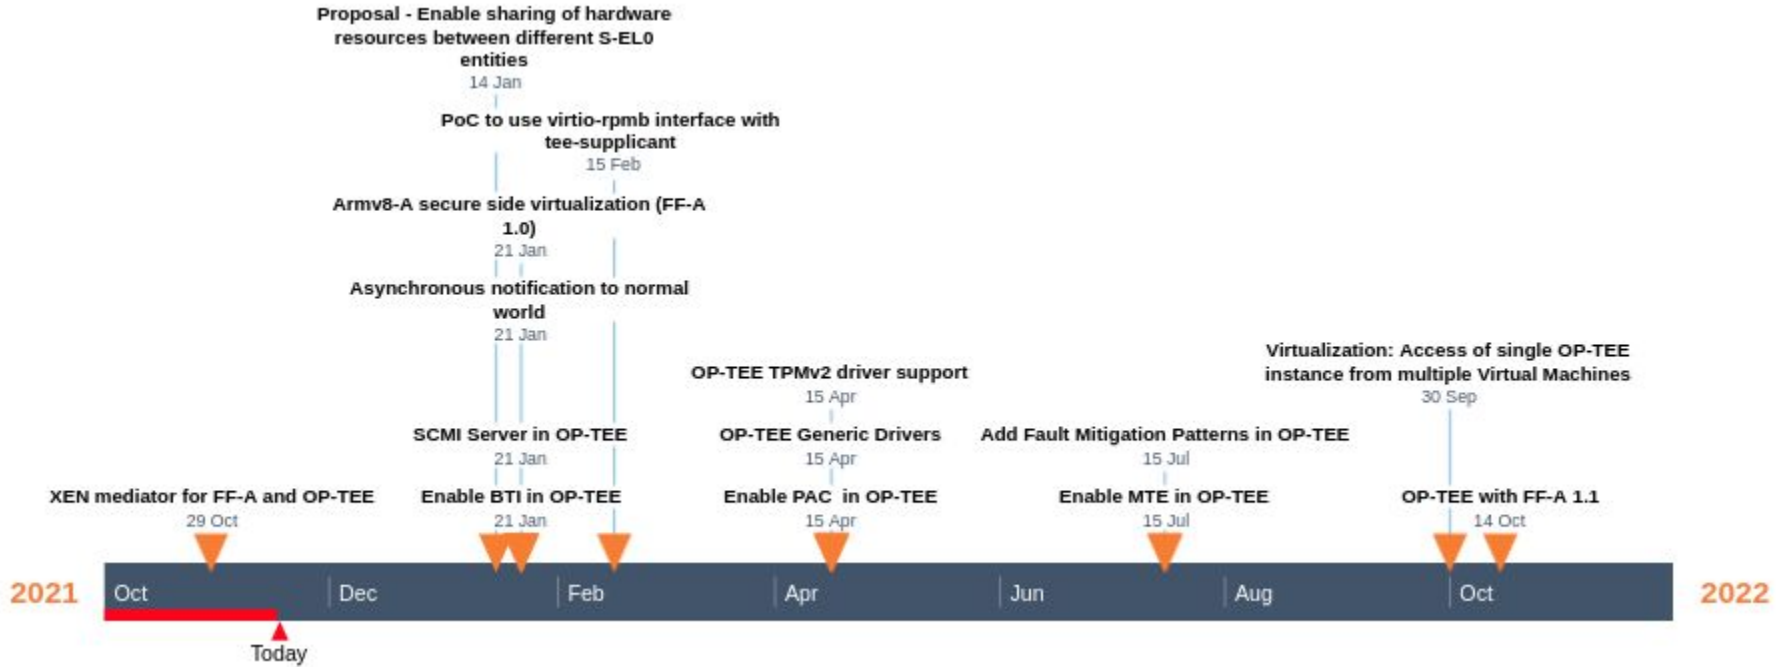 Proposal - Enable sharing of hardware
resources between different S-EL0
entities
14 Jan
PoC to use virtio-rpmb interface with
tee-supplicant
15 Feb
Armv8-A secure side virtualization (FF-A
1.0)
21 Jan
Asynchronous notification to normal
world
21 Jan
Virtualization: Access of single OP-TEE
instance from multiple Virtual Machines
30 Sep
OP-TEE TPMv2 driver support
15 Apr
SCMI Server in OP-TEE
21 Jan
OP-TEE Generic Drivers
15 Apr
Add Fault Mitigation Patterns in OP-TEE
15 Jul
XEN mediator for FF-A and OP-TEE
29 Oct
Enable BTI in OP-TEE
21 Jan
Enable PAC  in OP-TEE
15 Apr
Enable MTE in OP-TEE
15 Jul
OP-TEE with FF-A 1.1
14 Oct
2021
Oct
Dec
Feb
Apr
Jun
Aug
Oct
2022
Today